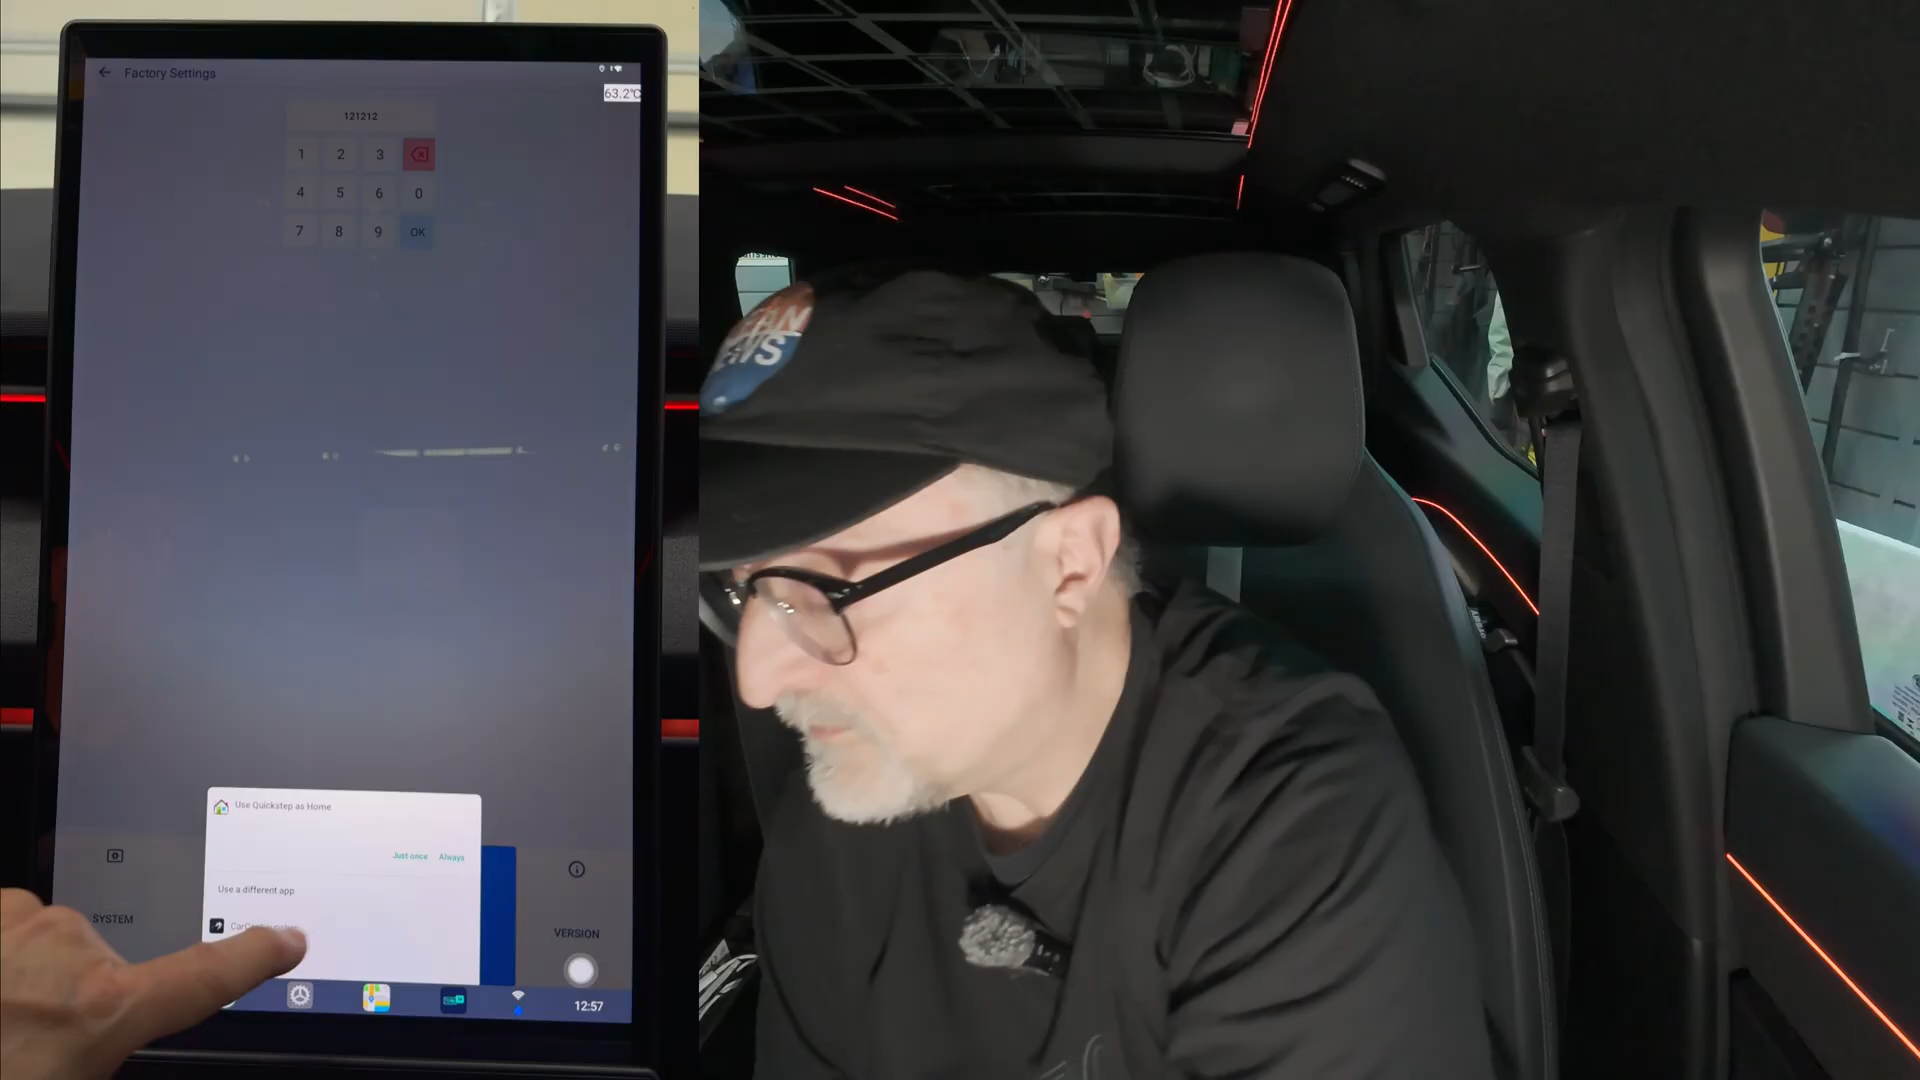 Factory Settings
63.2°C
121212
1 2 3
4 5 6 0
7 8 9 OK
Use Quickstep as Home
Just once Always
Use a different app
SYSTEM
VERSION
12:57
AIRBAG